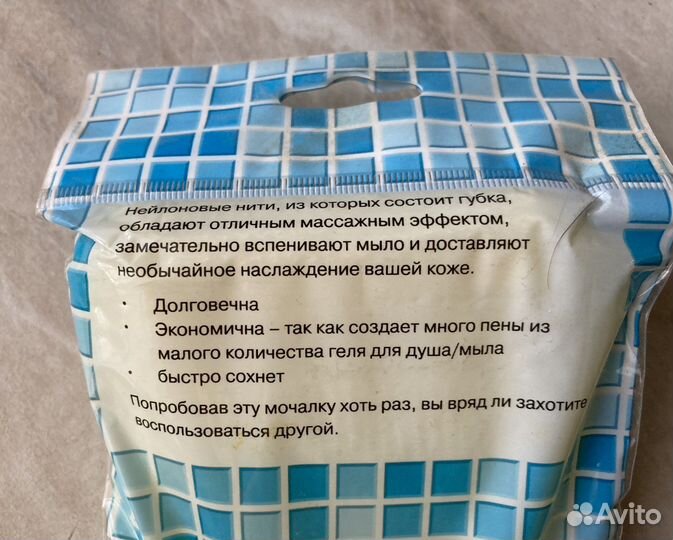 Нейлоновые нити, из которых состоит губка,
обладают отличным массажным эффектом,
замечательно вспенивают мыло и доставляют
необычайное наслаждение вашей коже.
· Долговечна
· Экономична – так как создает много пены из
малого количества геля для душа/мыла
· быстро сохнет
Попробовав эту мочалку хоть раз, вы вряд ли захотите
воспользоваться другой.
Avito